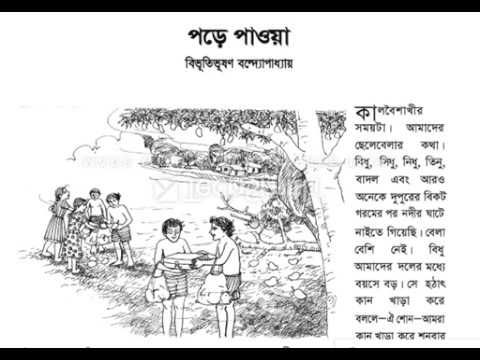 পড়ে পাওয়া
বিভূতিভূষণ বন্দ্যোপাধ্যায়
কালবৈশাখীর
সময়টা। আমাদের
ছেলেবেলার কথা।
বিধু, সিধু, নিধু, তিনু,
বাদল এবং আরও
অনেকে দুপুরের বিকট
গরমের পর নদীর ঘাটে
নাইতে গিয়েছি। বেলা
বেশি নেই। বিধু
আমাদের দলের মধ্যে
বয়সে বড়। সে হঠাৎ
কান খাড়া করে
বললে—ঐ শোন—আমরা
কান খাড়া করে শুনবার